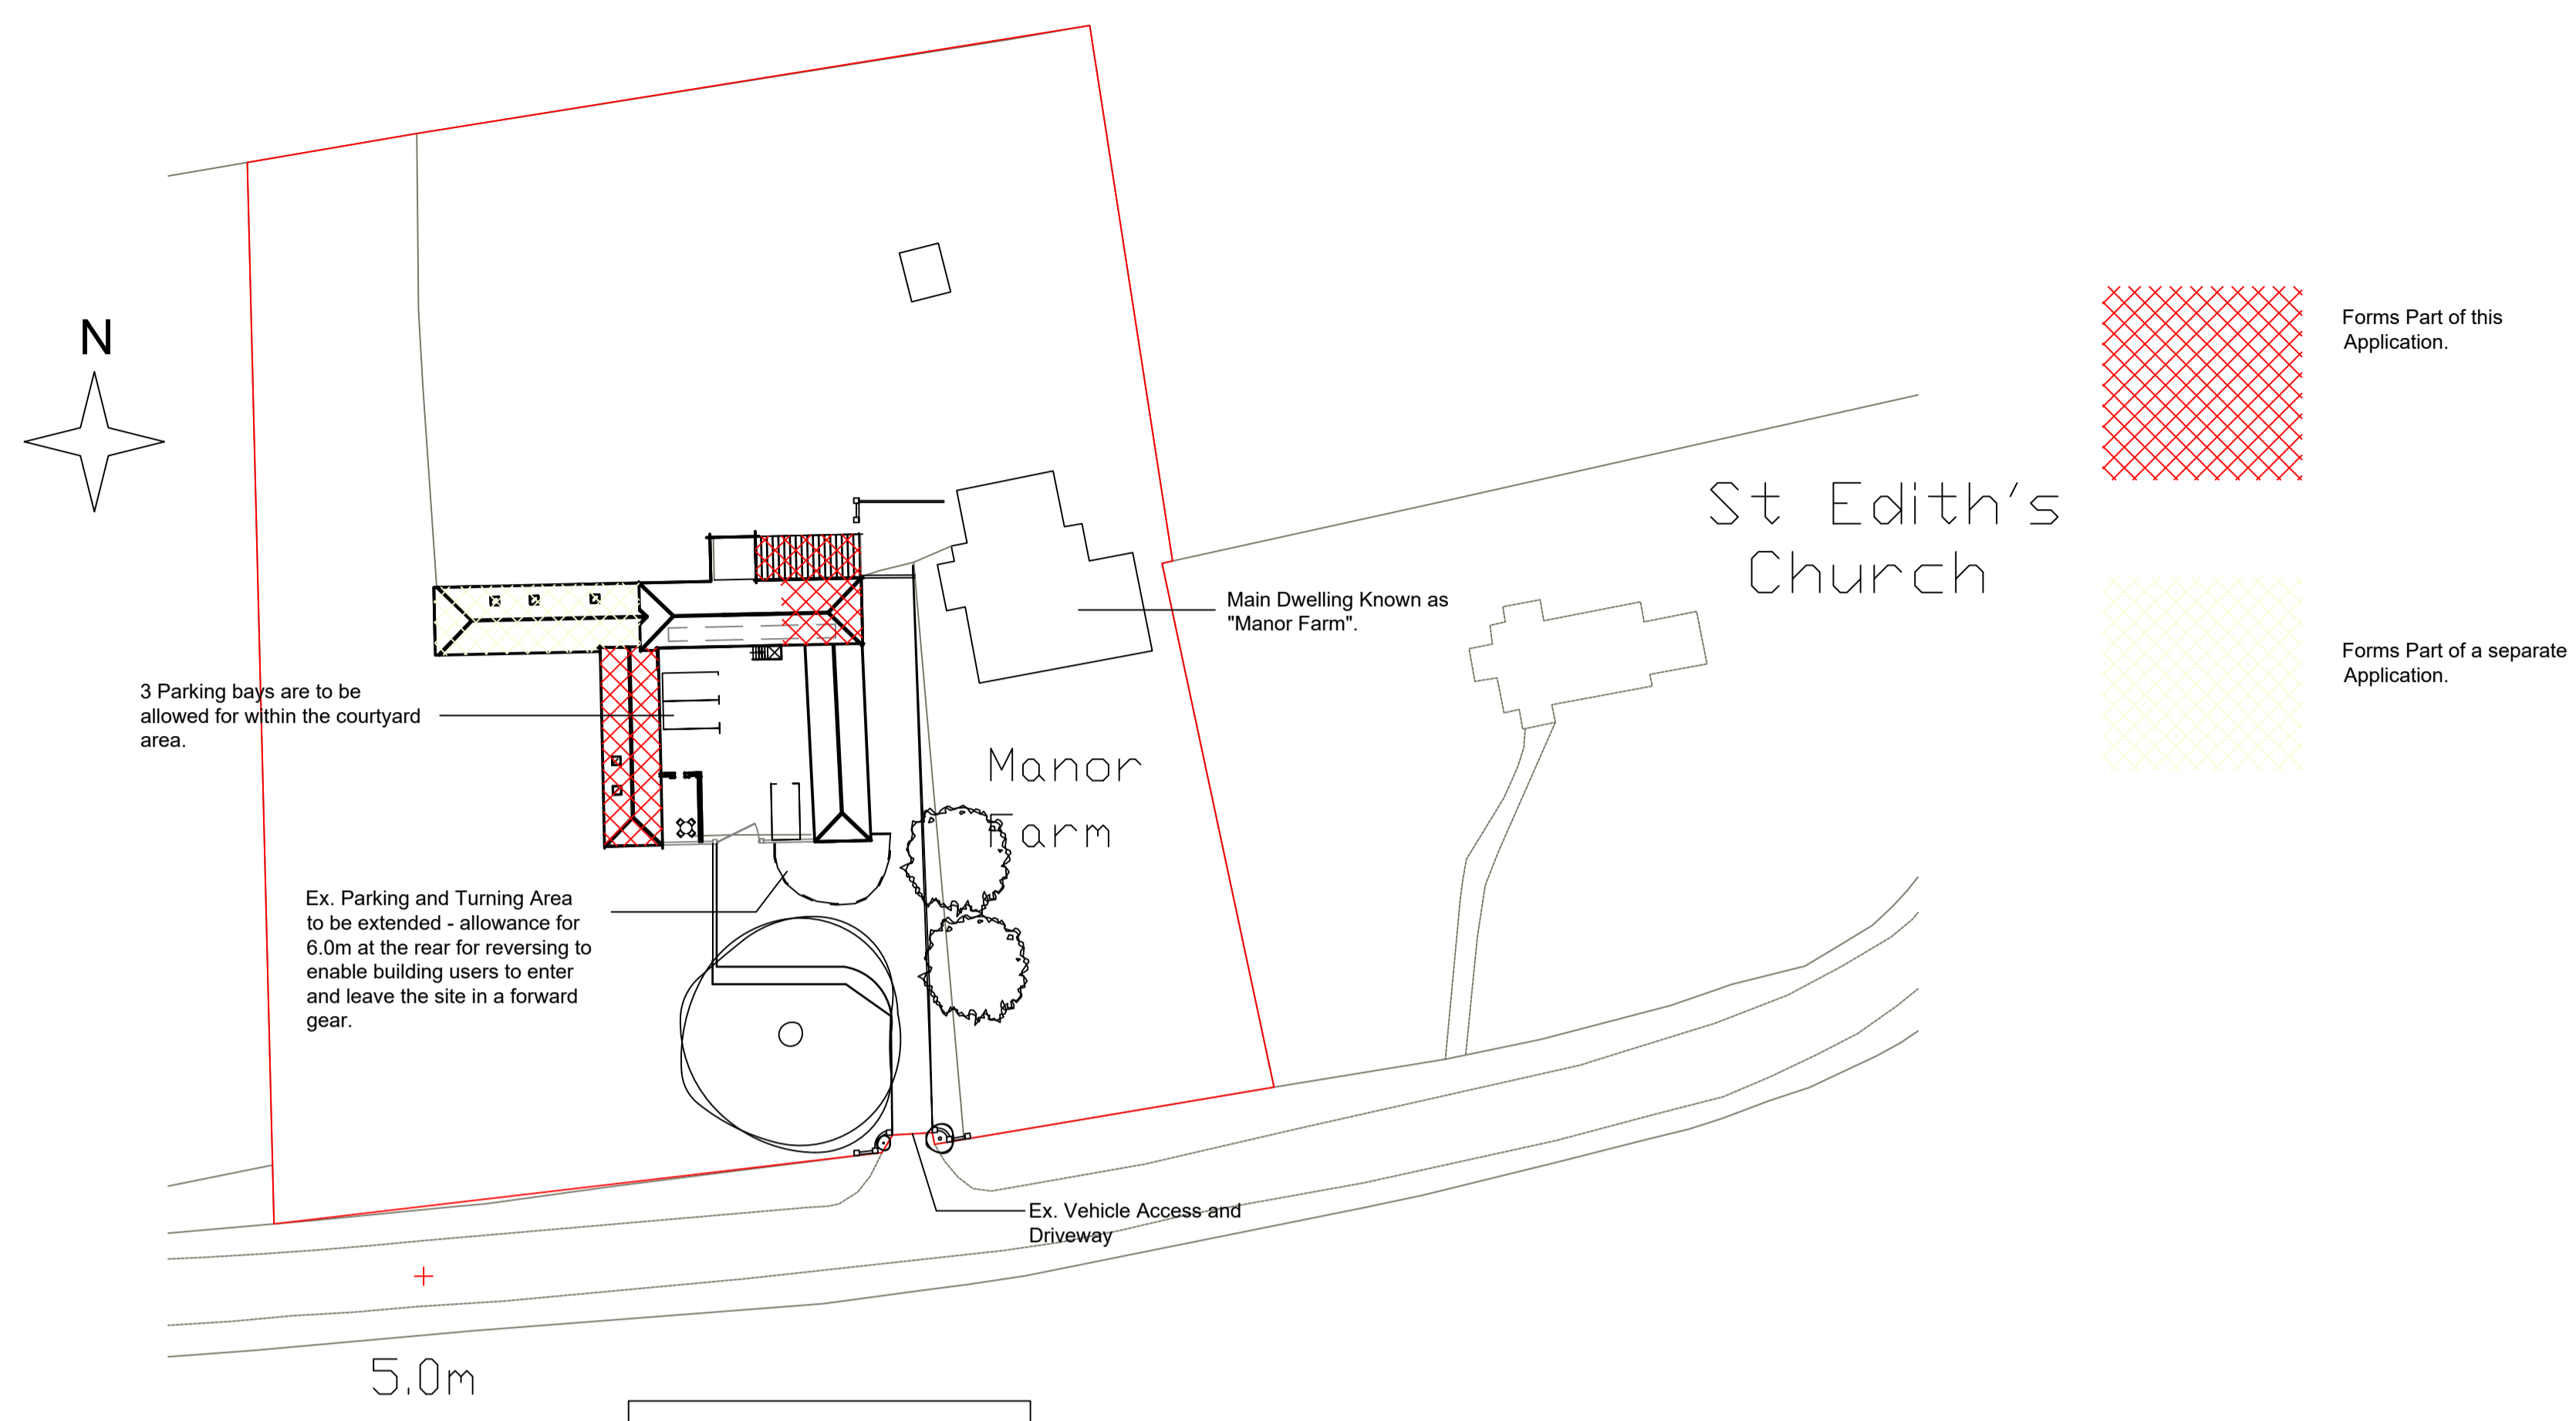 N
Forms Part of this
Application.
St Edith's
Church
Main Dwelling Known as
"Manor Farm".
Forms Part of a separate
Application.
3 Parking bays are to be
allowed for within the courtyard
area.
Manor
Farm
Ex. Parking and Turning Area
to be extended - allowance for
6.0m at the rear for reversing to
enable building users to enter
and leave the site in a forward
gear.
Ex. Vehicle Access and
Driveway
5.0m